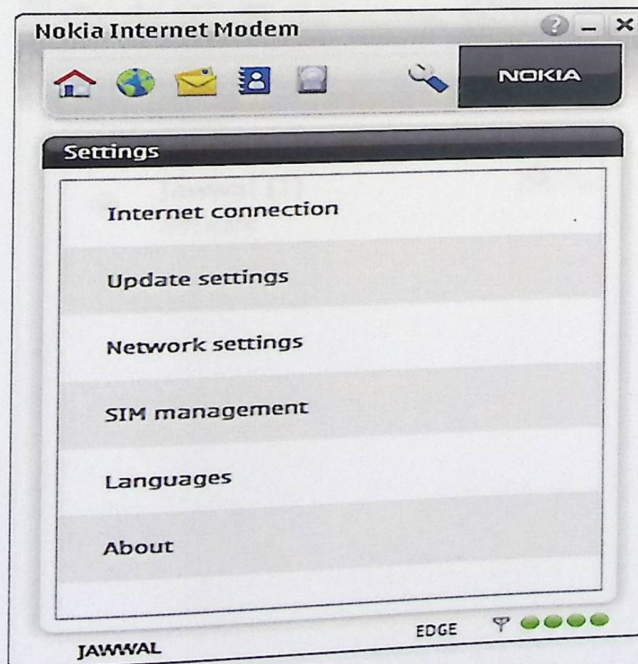 Nokia Internet Modem
NOKIA
Settings
Internet connection
Update settings
Network settings
SIM management
Languages
About
JAWWAL EDGE